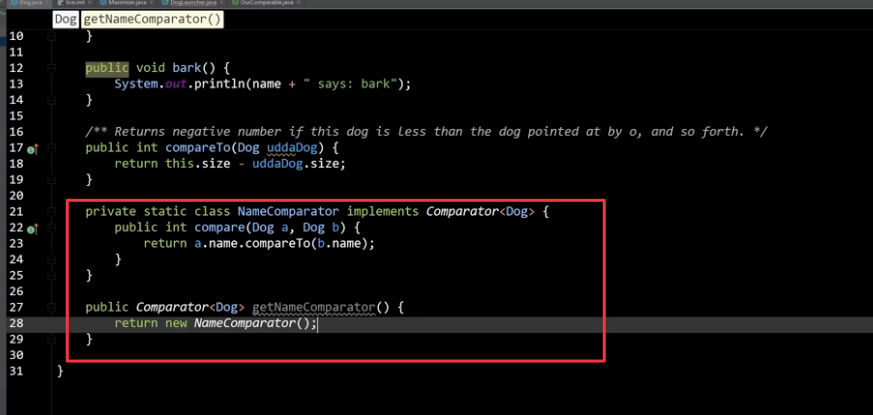 Dog.java live.iml Maximizer.java DogLauncher.java OurComparable.java
Dog getNameComparator()
10 }
11
12 public void bark() {
13 System.out.println(name + " says: bark");
14 }
15
16 /** Returns negative number if this dog is less than the dog pointed at by o, and so forth. */
17 public int compareTo(Dog uddaDog) {
18 return this.size - uddaDog.size;
19 }
20
21 private static class NameComparator implements Comparator<Dog> {
22 public int compare(Dog a, Dog b) {
23 return a.name.compareTo(b.name);
24 }
25 }
26
27 public Comparator<Dog> getNameComparator() {
28 return new NameComparator();
29 }
30
31 }